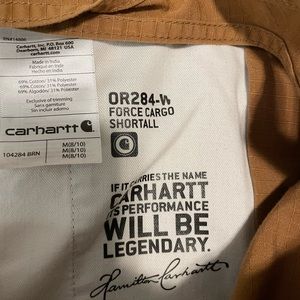 Carhartt, Inc. P.O. Box 600
Dearborn, MI 48121 USA
www.carhartt.com
Made in India
Fabriqué en Inde
Hecho en India
69% Cotton/ 31% Polyester
69% Coton/ 31% Polyester
69% Algodon/ 31% Polyester
Exclusive of trimming
Sans garniture
Sin incluir adorno
carhartt
104284 BRN
M(8/10)
M(8/10)
M(8/10)
OR284-W
FORCE CARGO
SHORTALL
IF IT CARRIES THE NAME
CARHARTT
ITS PERFORMANCE
WILL BE
LEGENDARY.
Hamilton Carhartt